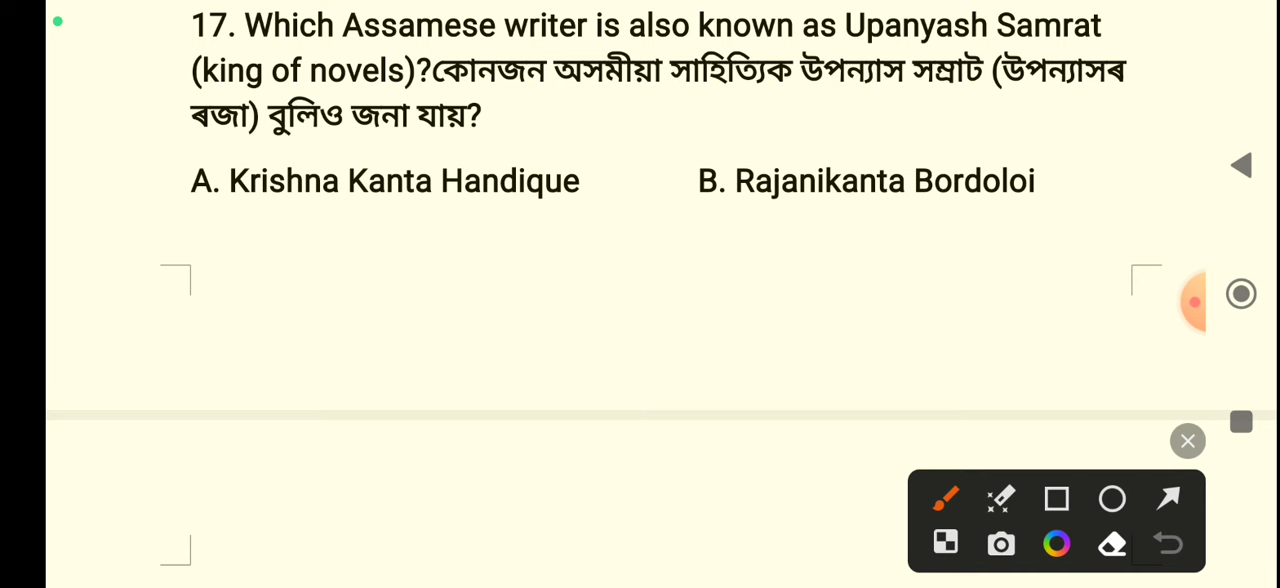 17. Which Assamese writer is also known as Upanyash Samrat
(king of novels)?কোনজন অসমীয়া সাহিত্যিক উপন্যাস সম্ৰাট (উপন্যাসৰ
ৰজা) বুলিও জনা যায়?
A. Krishna Kanta Handique B. Rajanikanta Bordoloi